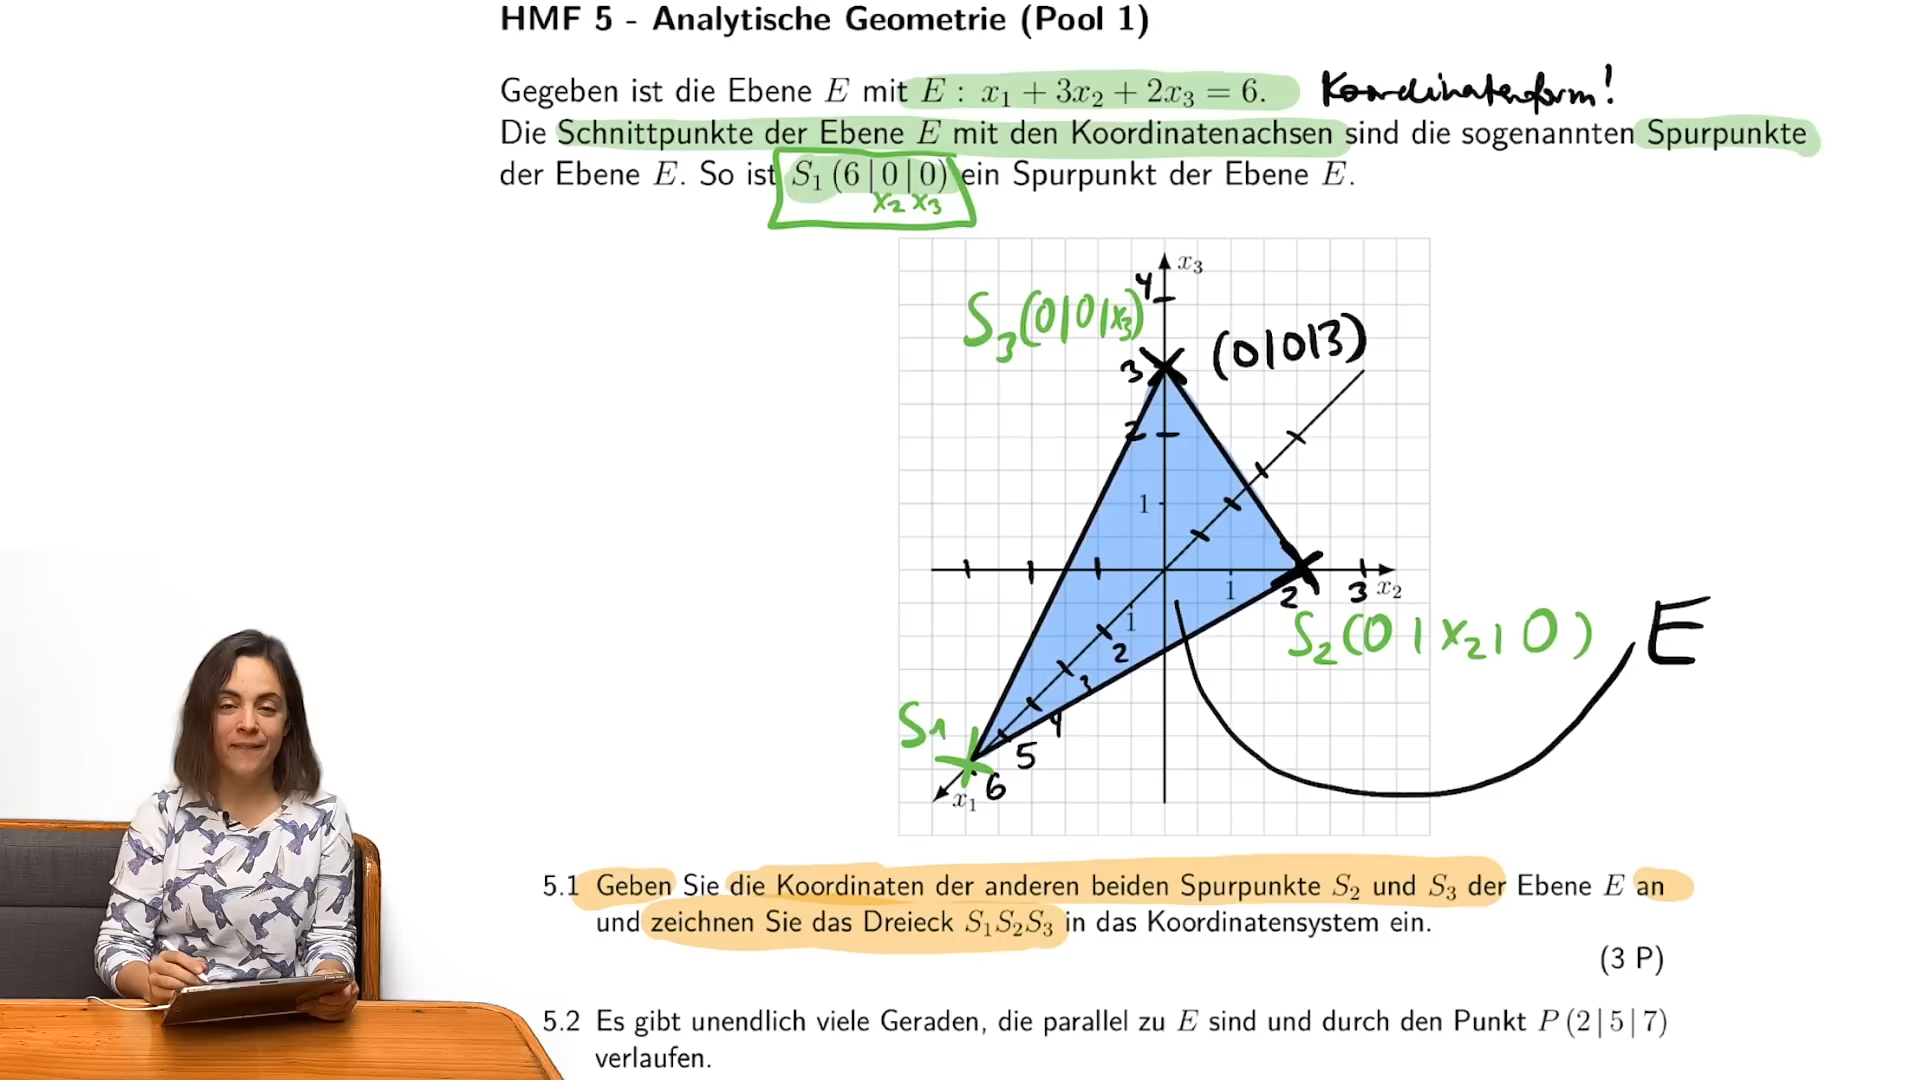 HMF 5 - Analytische Geometrie (Pool 1)
Gegeben ist die Ebene E mit E : x₁ + 3x₂ + 2x₃ = 6. Koordinatenform!
Die Schnittpunkte der Ebene E mit den Koordinatenachsen sind die sogenannten Spurpunkte
der Ebene E. So ist S₁ (6 | 0 | 0) ein Spurpunkt der Ebene E.
x₂ x₃
x₃
4
S₃(0|0|x₃)
(0|0|3)
3
2
1
1
2
3
x₂
1
S₂(0|x₂|0)
E
2
3
4
S1
5
6
x₁
5.1 Geben Sie die Koordinaten der anderen beiden Spurpunkte S₂ und S₃ der Ebene E an
und zeichnen Sie das Dreieck S₁S₂S₃ in das Koordinatensystem ein.
(3 P)
5.2 Es gibt unendlich viele Geraden, die parallel zu E sind und durch den Punkt P (2 | 5 | 7)
verlaufen.